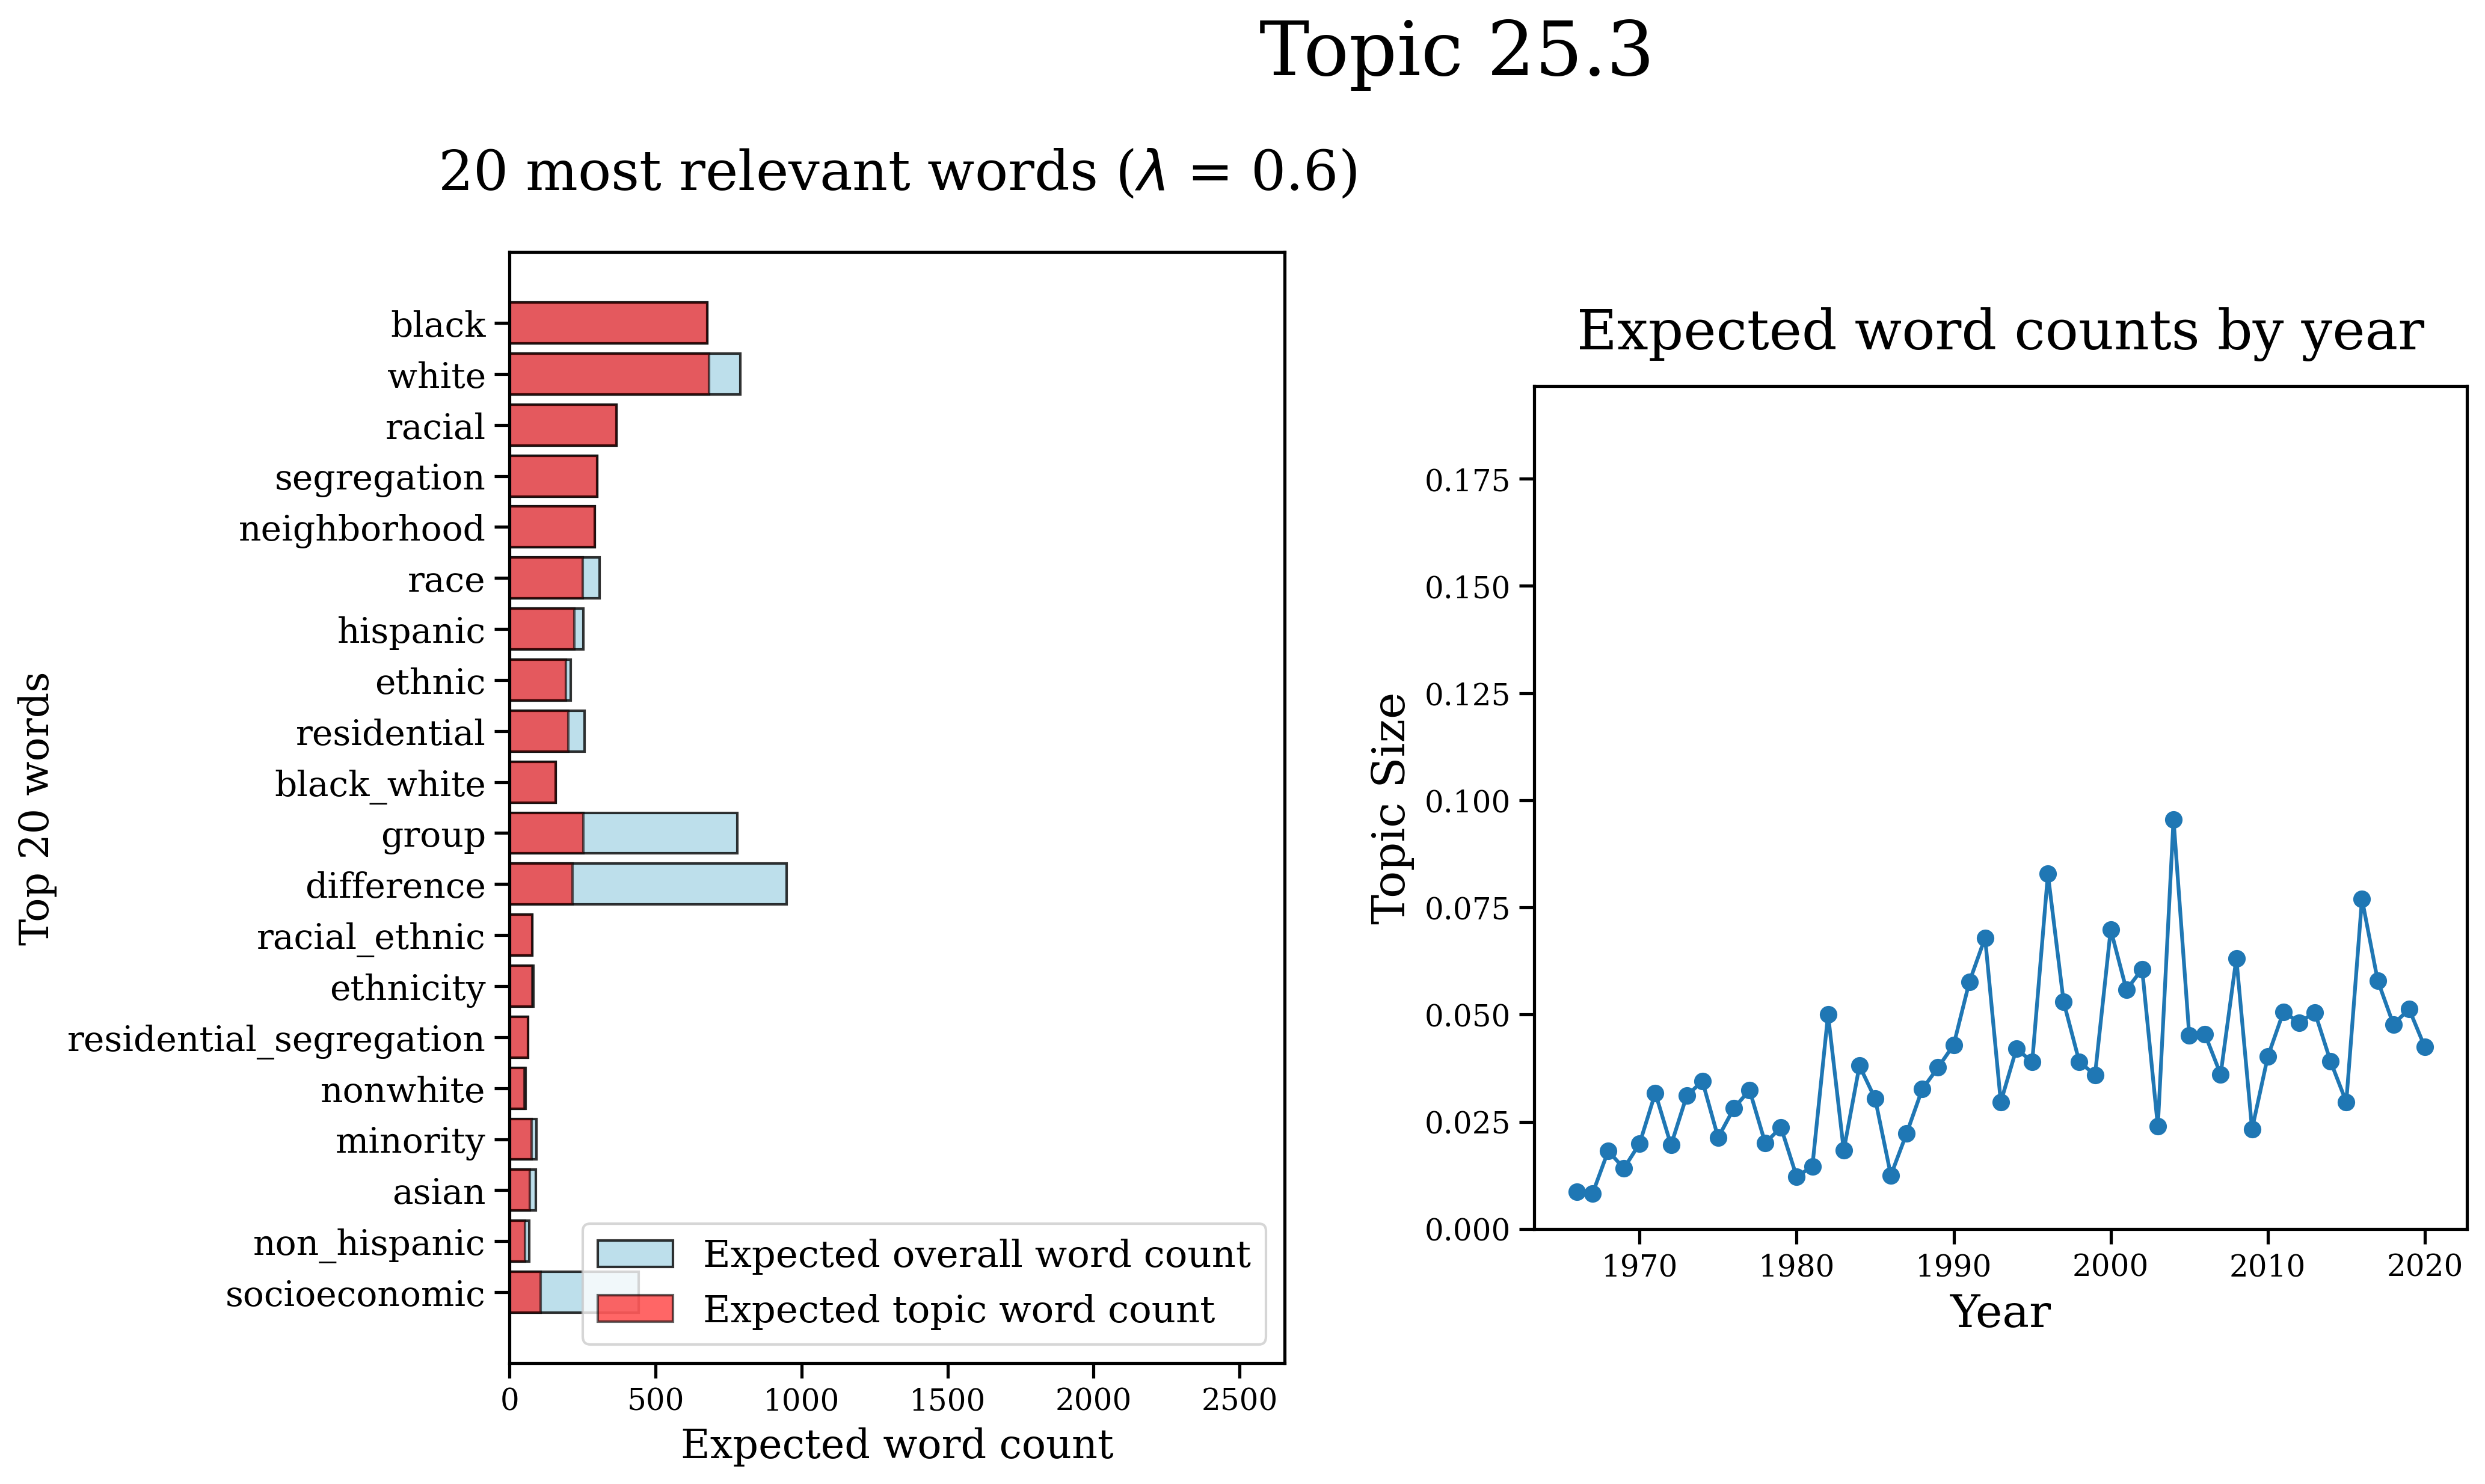 Topic 25.3
20 most relevant words (λ = 0.6)
Top 20 words
black
white
racial
segregation
neighborhood
race
hispanic
ethnic
residential
black_white
group
difference
racial_ethnic
ethnicity
residential_segregation
nonwhite
minority
asian
non_hispanic
socioeconomic
Expected overall word count
Expected topic word count
0 500 1000 1500 2000 2500
Expected word count
Expected word counts by year
Topic Size
0.175
0.150
0.125
0.100
0.075
0.050
0.025
0.000
1970 1980 1990 2000 2010 2020
Year